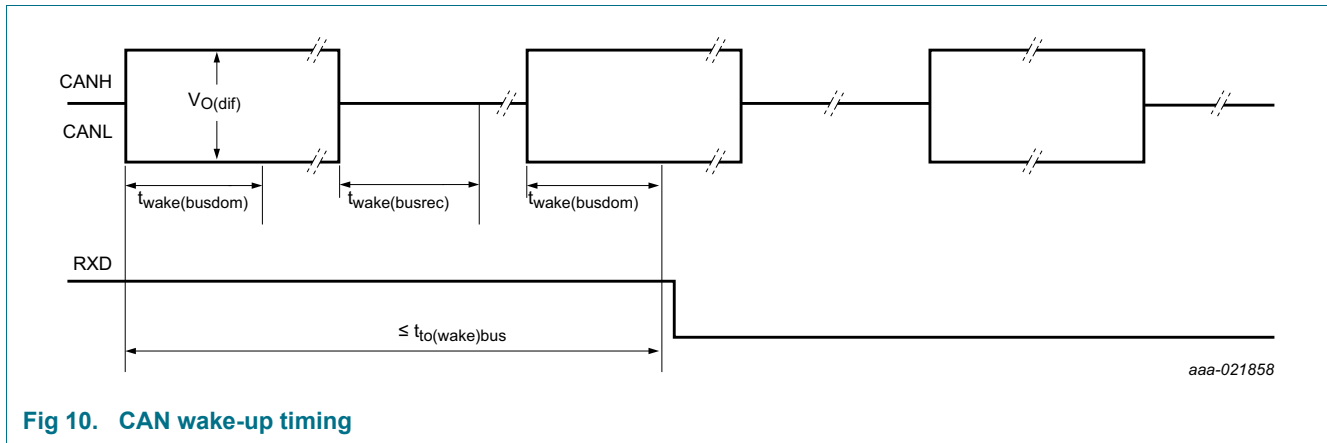 CANH
VO(dif)
CANL
twake(busdom)
twake(busrec)
twake(busdom)
RXD
≤ tto(wake)bus
aaa-021858
Fig 10. CAN wake-up timing